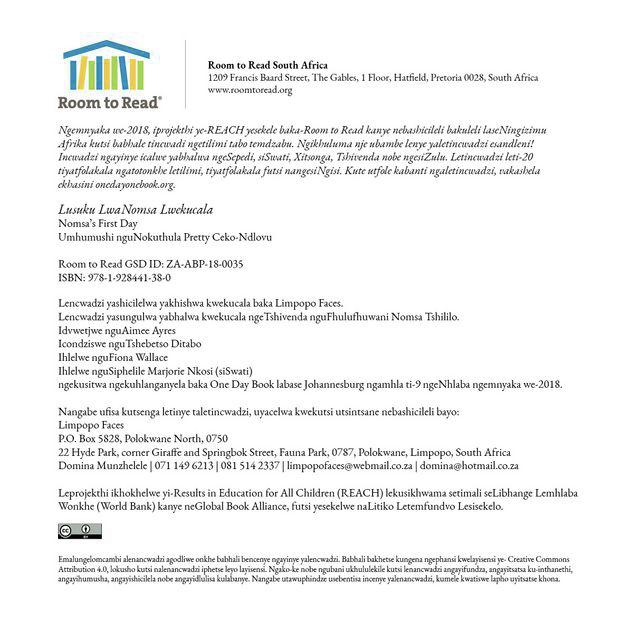 Room to Read®
Room to Read South Africa
1209 Francis Baard Street, The Gables, 1 Floor, Hatfield, Pretoria 0028, South Africa
www.roomtoread.org
Ngemnyaka we-2018, iprojekthi ye-REACH yesekele baka-Room to Read kanye nebashicileli bakuleli laseNingizimu
Afrika kutsi babhale tincwadi ngetilimi tabo temdzabu. Ngikhuluma nje ubambe lenye yaletincwadi esandleni!
Incwadzi ngayinye icalwe yabhalwa ngeSepedi, siSwati, Xitsonga, Tshivenda nobe ngesiZulu. Letincwadzi leti-20
tiyatfolakala ngatotonkhe letilimi, tiyatfolakala futsi nangesiNgisi. Kute utfole kabanti ngaletincwadzi, vakashela
ekhasini onedayonebook.org.
Lusuku LwaNomsa Lwekucala
Nomsa's First Day
Umhumushi nguNokuthula Pretty Ceko-Ndlovu
Room to Read GSD ID: ZA-ABP-18-0035
ISBN: 978-1-928441-38-0
Lencwadzi yashicilelwa yakhishwa kwekucala baka Limpopo Faces.
Lencwadzi yasungulwa yabhalwa kwekucala ngeTshivenda nguFhulufhuwani Nomsa Tshililo.
Idvwetjwe nguAimee Ayres
Icondziswe nguTshebetso Ditabo
Ihlelwe nguFiona Wallace
Ihlelwe nguSiphelile Marjorie Nkosi (siSwati)
ngekusitwa ngekuhlanganyela baka One Day Book labase Johannesburg ngamhla ti-9 ngeNhlaba ngemnyaka we-2018.
Nangabe ufisa kutsenga letinye taletincwadzi, uyacelwa kwekutsi utsintsane nebashicileli bayo:
Limpopo Faces
P.O. Box 5828, Polokwane North, 0750
22 Hyde Park, corner Giraffe and Springbok Street, Fauna Park, 0787, Polokwane, Limpopo, South Africa
Domina Munzhelele | 071 149 6213 | 081 514 2337 | limpopofaces@webmail.co.za | domina@hotmail.co.za
Leprojekthi ikhokhelwe yi-Results in Education for All Children (REACH) lekusikhwama setimali seLibhange Lemhlaba
Wonkhe (World Bank) kanye neGlobal Book Alliance, futsi yesekelwe naLitiko Letemfundvo Lesisekelo.
cc
BY
Emalungelomcambi alenancwadzi agodliwe onkhe babhali bencenye ngayinye yalencwadzi. Babhali bakhetse kungena ngephansi kwelayisensi ye- Creative Commons
Attribution 4.0, lokusho kutsi nalenancwadzi iphetse leyo layisensi. Ngako-ke nobe ngubani ukhululekile kutsi lenancwadzi angayifundza, angayitsatsa ku-inthanethi,
angayihumusha, angayishicilela nobe angayidlulisa kulabanye. Nangabe utawuphindze usebentisa incenye yalenancwadzi, kumele kwatiswe lapho uyitsatse khona.